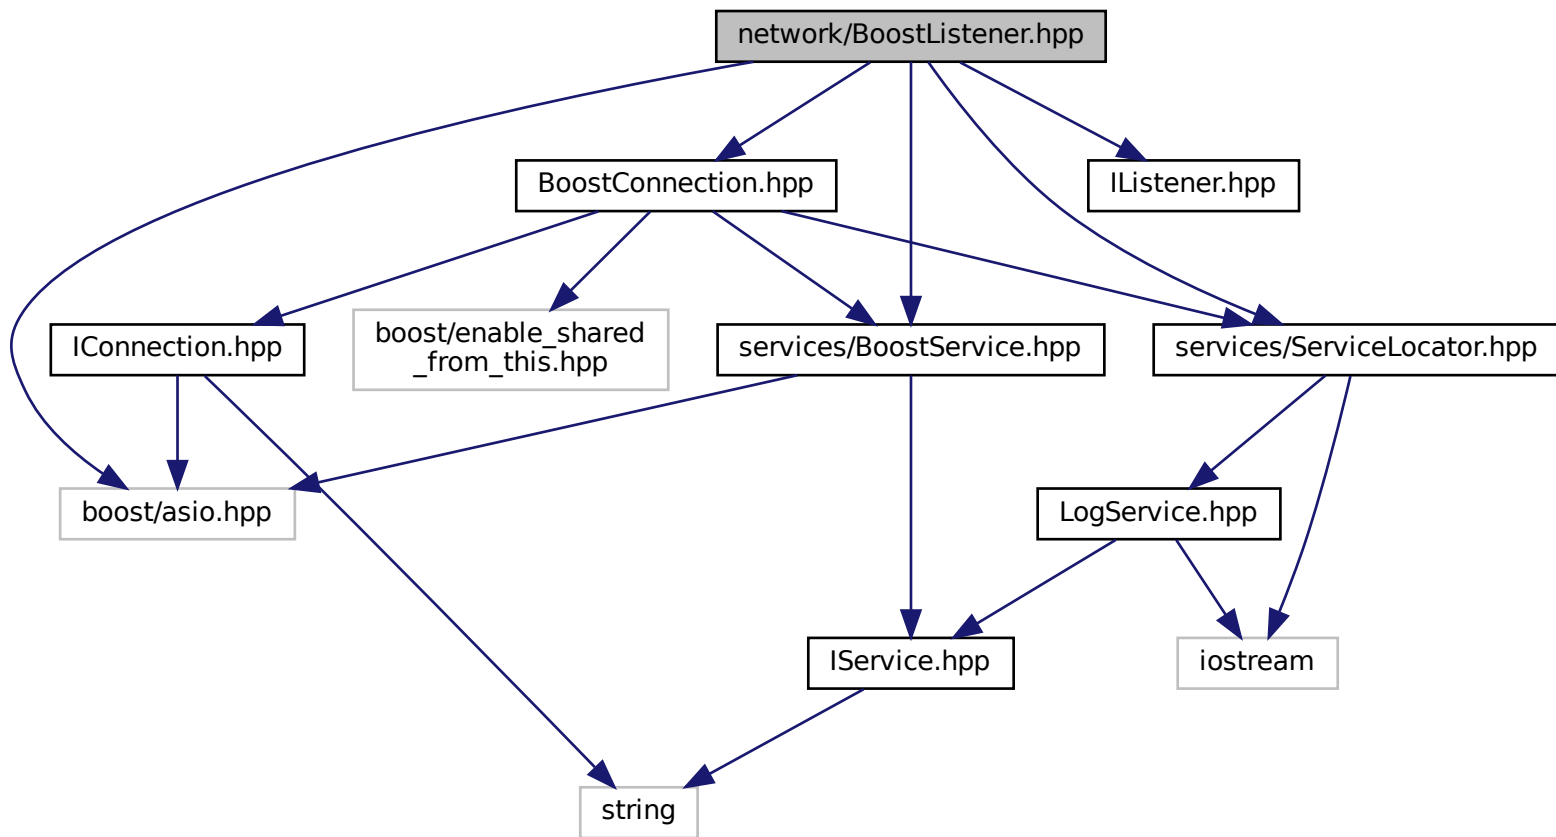 network/BoostListener.hpp
BoostConnection.hpp
IListener.hpp
IConnection.hpp
boost/enable_shared
_from_this.hpp
services/BoostService.hpp
services/ServiceLocator.hpp
boost/asio.hpp
LogService.hpp
IService.hpp
iostream
string